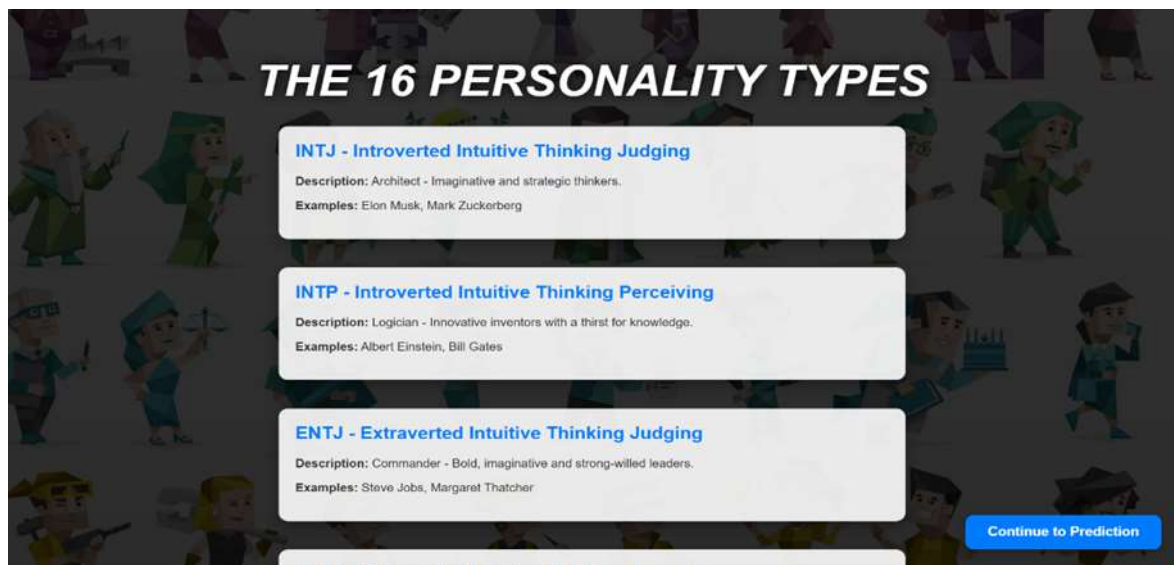 THE 16 PERSONALITY TYPES
INTJ - Introverted Intuitive Thinking Judging
Description: Architect - Imaginative and strategic thinkers.
Examples: Elon Musk, Mark Zuckerberg
INTP - Introverted Intuitive Thinking Perceiving
Description: Logician - Innovative inventors with a thirst for knowledge.
Examples: Albert Einstein, Bill Gates
ENTJ - Extraverted Intuitive Thinking Judging
Description: Commander - Bold, imaginative and strong-willed leaders.
Examples: Steve Jobs, Margaret Thatcher
Continue to Prediction